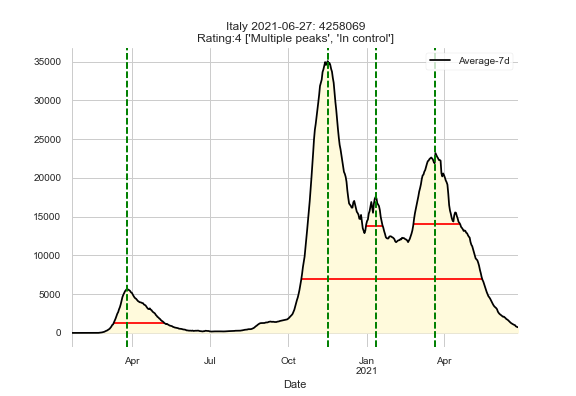 Italy 2021-06-27: 4258069
Rating:4 ['Multiple peaks', 'In control']
Average-7d
35000
30000
25000
20000
15000
10000
5000
0
Apr
Jul
Oct
Jan
2021
Apr
Date